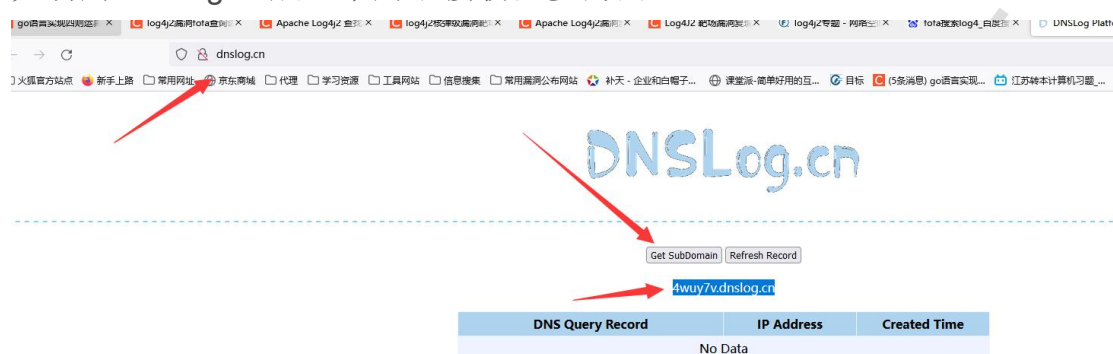 go语言实现四则运算 log4j2漏洞fofa查询 Apache Log4j2 查找 log4j2核弹级漏洞 Apache Log4j2漏洞 Log4J2 靶场漏洞复 log4j2专题 - 网络空 fofa搜索log4_百度 DNSLog Platf
dnslog.cn
火狐官方站点 新手上路 常用网址 京东商城 代理 学习资源 工具网站 信息搜集 常用漏洞公布网站 补天 - 企业和白帽子... 课堂派-简单好用的互... 目标 (5条消息) go语言实现... 江苏转本计算机习题_...
DNSLog.cn
Get SubDomain Refresh Record
4wuy7v.dnslog.cn
DNS Query Record IP Address Created Time
No Data